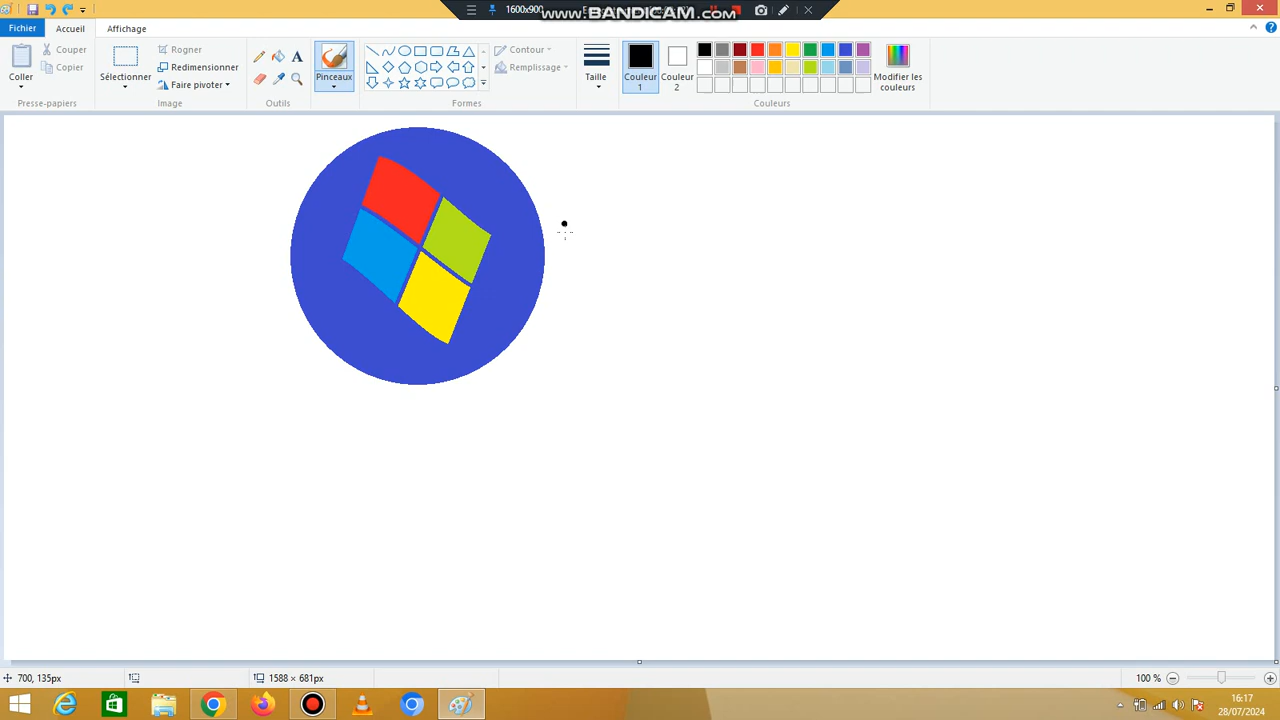 1600x900
www.BANDICAM.com
Fichier Accueil Affichage
Coller
Couper
Copier
Presse-papiers
Sélectionner
Rogner
Redimensionner
Faire pivoter
Image
Outils
Pinceaux
Contour
Remplissage
Formes
Taille
Couleur 1
Couleur 2
Modifier les couleurs
Couleurs
700, 135px
1588 × 681px
100 %
16:17
28/07/2024